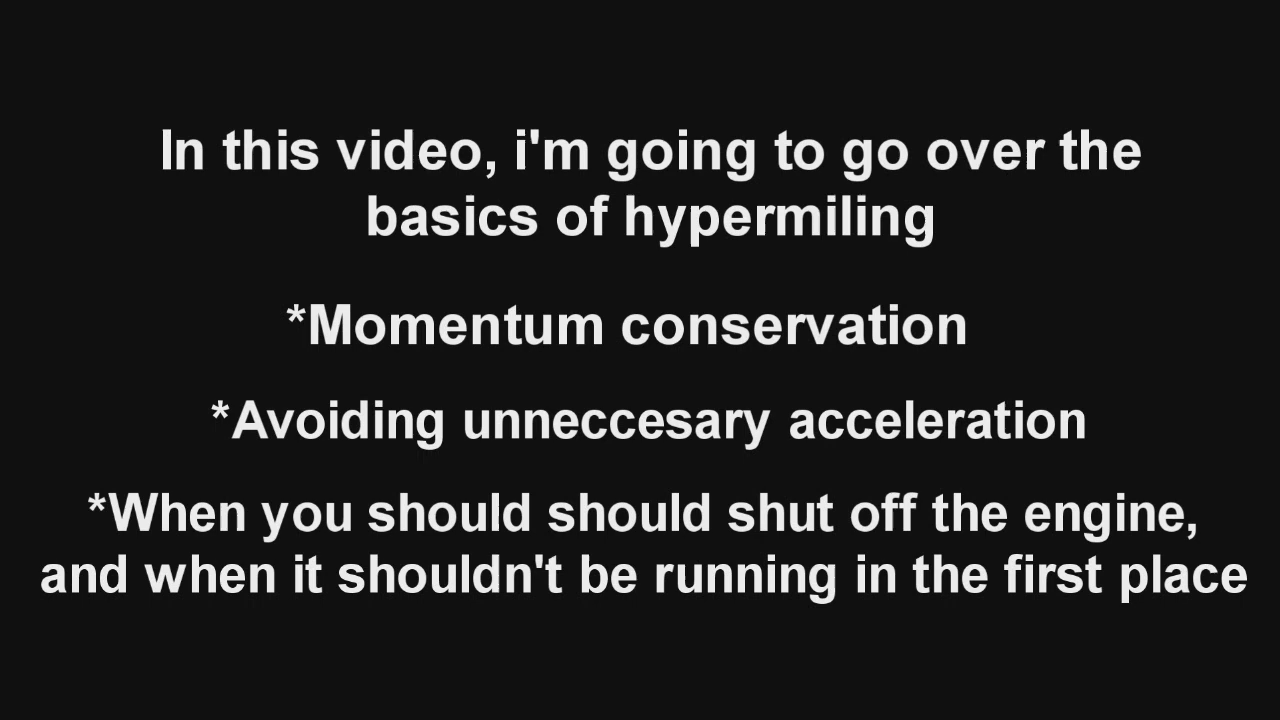 In this video, i'm going to go over the
basics of hypermiling
*Momentum conservation
*Avoiding unneccesary acceleration
*When you should should shut off the engine,
and when it shouldn't be running in the first place